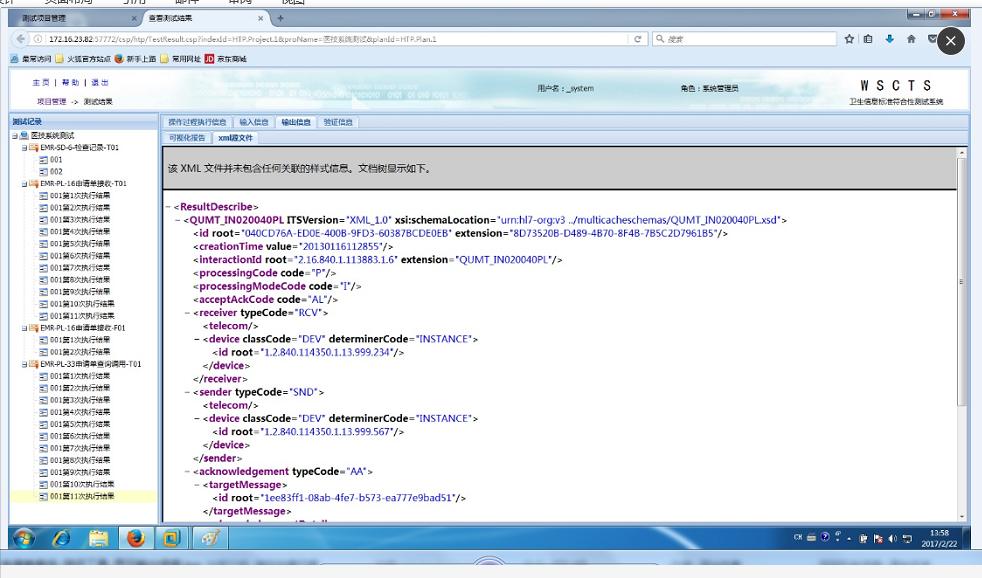 测试项目管理 × 查看测试结果 × +
172.16.23.82:57772/csp/htp/TestResult.csp?indexId=HTP.Project.1&proName=医技系统测试&planId=HTP.Plan.1
搜索
最常访问 火狐官方站点 新手上路 常用网址 JD 京东商城
主页 | 帮助 | 退出
用户名：_system
角色：系统管理员
W S C T S
项目管理 -> 测试结果
卫生信息标准符合性测试系统
测试记录
操作过程执行信息 输入信息 输出信息 验证信息
可视化报告 xml源文件
医技系统测试
EMR-SD-6-检查记录-T01
001
002
EMR-PL-16申请单接收-T01
001第1次执行结果
001第2次执行结果
001第3次执行结果
001第4次执行结果
001第5次执行结果
001第6次执行结果
001第7次执行结果
001第8次执行结果
001第9次执行结果
001第10次执行结果
001第11次执行结果
EMR-PL-16申请单接收-F01
001第1次执行结果
001第2次执行结果
EMR-PL-33申请单查询调用-T01
001第1次执行结果
001第2次执行结果
001第3次执行结果
001第4次执行结果
001第5次执行结果
001第6次执行结果
001第7次执行结果
001第8次执行结果
001第9次执行结果
001第10次执行结果
001第11次执行结果
该 XML 文件并未包含任何关联的样式信息。文档树显示如下。
− <ResultDescribe>
− <QUMT_IN020040PL ITSVersion="XML_1.0" xsi:schemaLocation="urn:hl7-org:v3 ../multicacheschemas/QUMT_IN020040PL.xsd">
<id root="040CD76A-ED0E-400B-9FD3-60387BCDE0EB" extension="8D73520B-D489-4B70-8F4B-7B5C2D7961B5"/>
<creationTime value="20130116112855"/>
<interactionId root="2.16.840.1.113883.1.6" extension="QUMT_IN020040PL"/>
<processingCode code="P"/>
<processingModeCode code="I"/>
<acceptAckCode code="AL"/>
− <receiver typeCode="RCV">
<telecom/>
− <device classCode="DEV" determinerCode="INSTANCE">
<id root="1.2.840.114350.1.13.999.234"/>
</device>
</receiver>
− <sender typeCode="SND">
<telecom/>
− <device classCode="DEV" determinerCode="INSTANCE">
<id root="1.2.840.114350.1.13.999.567"/>
</device>
</sender>
− <acknowledgement typeCode="AA">
− <targetMessage>
<id root="1ee83ff1-08ab-4fe7-b573-ea777e9bad51"/>
</targetMessage>
CH
13:58
2017/2/22